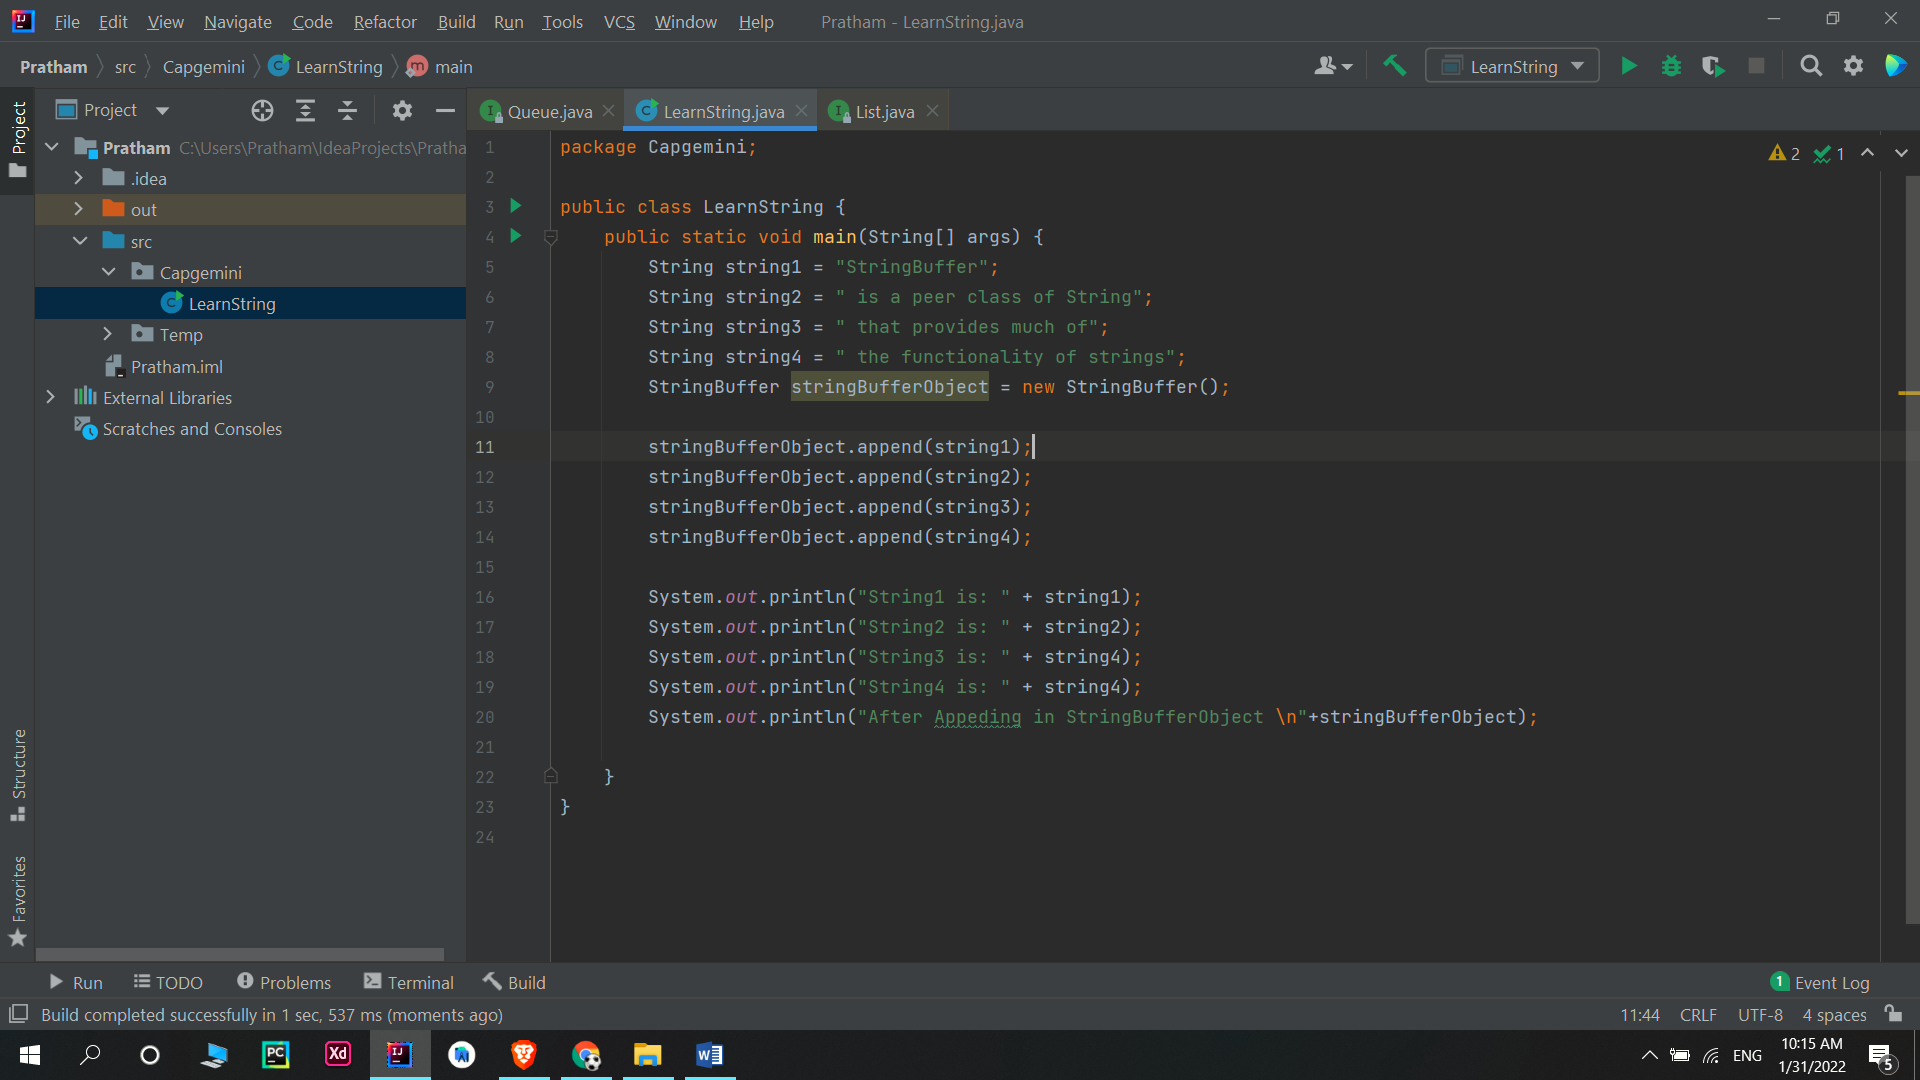 File Edit View Navigate Code Refactor Build Run Tools VCS Window Help Pratham - LearnString.java
Pratham src Capgemini LearnString main LearnString
Project
Project
Queue.java LearnString.java List.java
Pratham C:\Users\Pratham\IdeaProjects\Pratha
.idea
out
src
Capgemini
LearnString
Temp
Pratham.iml
External Libraries
Scratches and Consoles
2 1
1 package Capgemini;
2
3 public class LearnString {
4 public static void main(String[] args) {
5 String string1 = "StringBuffer";
6 String string2 = " is a peer class of String";
7 String string3 = " that provides much of";
8 String string4 = " the functionality of strings";
9 StringBuffer stringBufferObject = new StringBuffer();
10
11 stringBufferObject.append(string1);
12 stringBufferObject.append(string2);
13 stringBufferObject.append(string3);
14 stringBufferObject.append(string4);
15
16 System.out.println("String1 is: " + string1);
17 System.out.println("String2 is: " + string2);
18 System.out.println("String3 is: " + string4);
19 System.out.println("String4 is: " + string4);
20 System.out.println("After Appeding in StringBufferObject \n"+stringBufferObject);
21
22 }
23 }
24
Structure
Favorites
Run TODO Problems Terminal Build 1 Event Log
Build completed successfully in 1 sec, 537 ms (moments ago) 11:44 CRLF UTF-8 4 spaces
PC Xd IJ W ENG 10:15 AM 5
1/31/2022